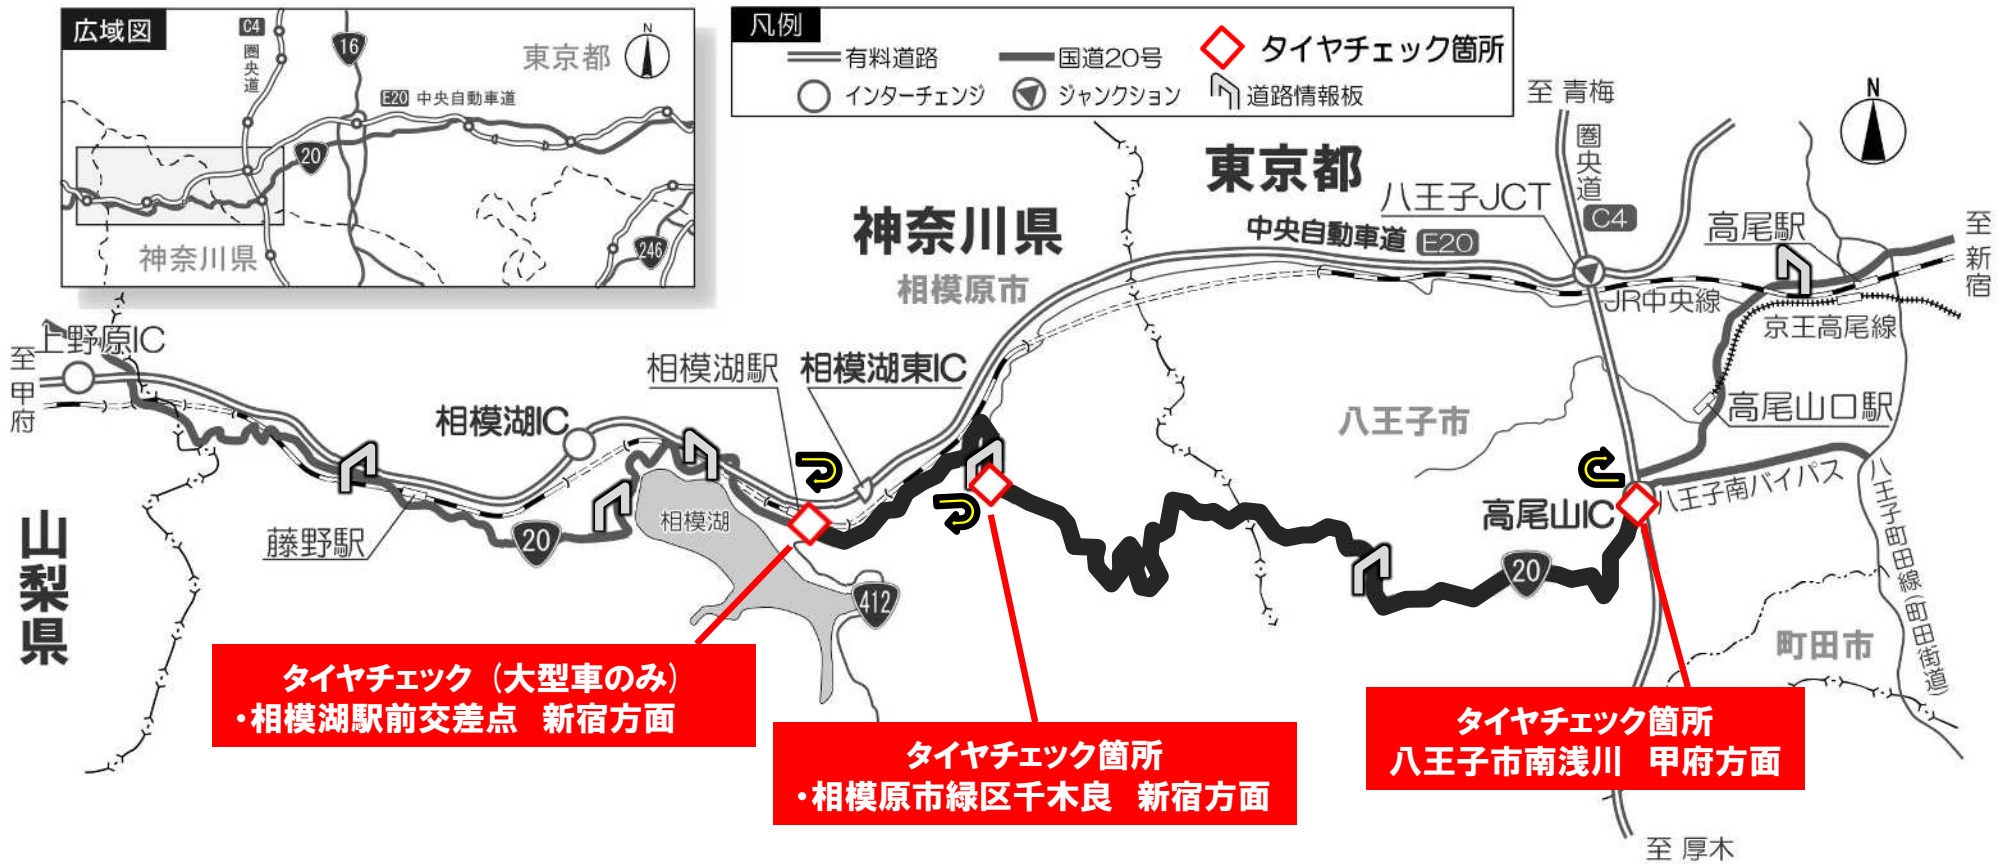 広域図
C4
圏央道
16
東京都
N
E20 中央自動車道
20
神奈川県
246
凡例
有料道路
国道20号
タイヤチェック箇所
インターチェンジ
ジャンクション
道路情報板
至 青梅
N
圏央道
C4
東京都
八王子JCT
神奈川県
中央自動車道 E20
高尾駅
至 新宿
相模原市
JR中央線
京王高尾線
上野原IC
至 甲府
相模湖駅
相模湖東IC
高尾山口駅
相模湖IC
八王子市
八王子南バイパス
高尾山IC
相模湖
藤野駅
20
20
412
山梨県
八王子町田線(町田街道)
町田市
タイヤチェック（大型車のみ）
・相模湖駅前交差点　新宿方面
タイヤチェック箇所
・相模原市緑区千木良　新宿方面
タイヤチェック箇所
八王子市南浅川　甲府方面
至 厚木